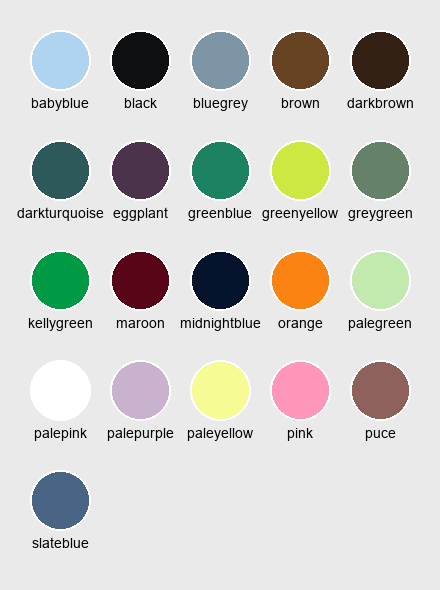 babyblue black bluegrey brown darkbrown
darkturquoise eggplant greenblue greenyellow greygreen
kellygreen maroon midnightblue orange palegreen
palepink palepurple paleyellow pink puce
slateblue